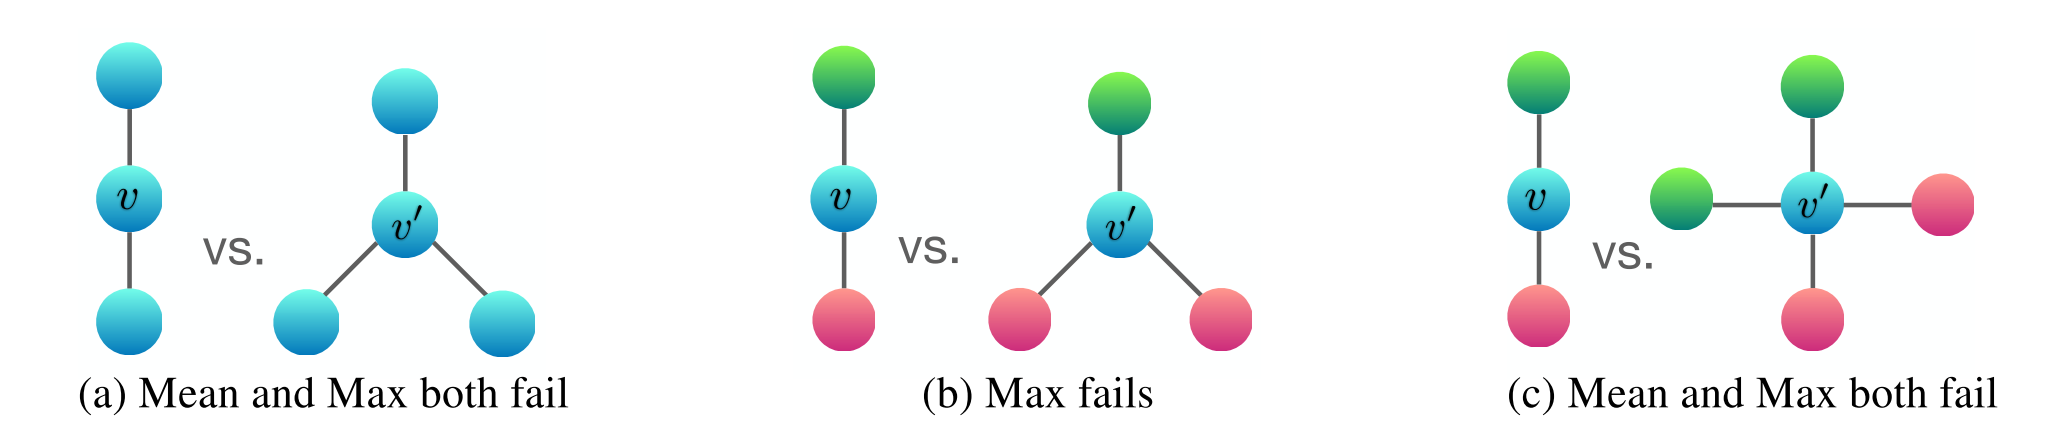 v
vs.
v′
(a) Mean and Max both fail
v
vs.
v′
(b) Max fails
v
vs.
v′
(c) Mean and Max both fail